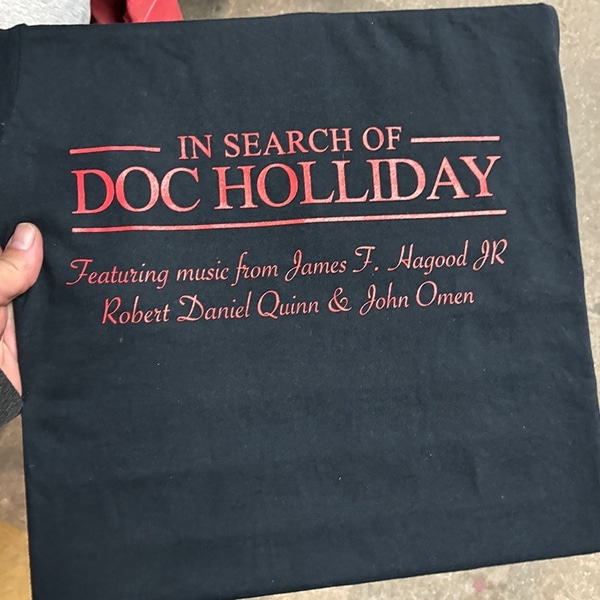 IN SEARCH OF
DOC HOLLIDAY
Featuring music from James F. Hagood JR
Robert Daniel Quinn & John Omen